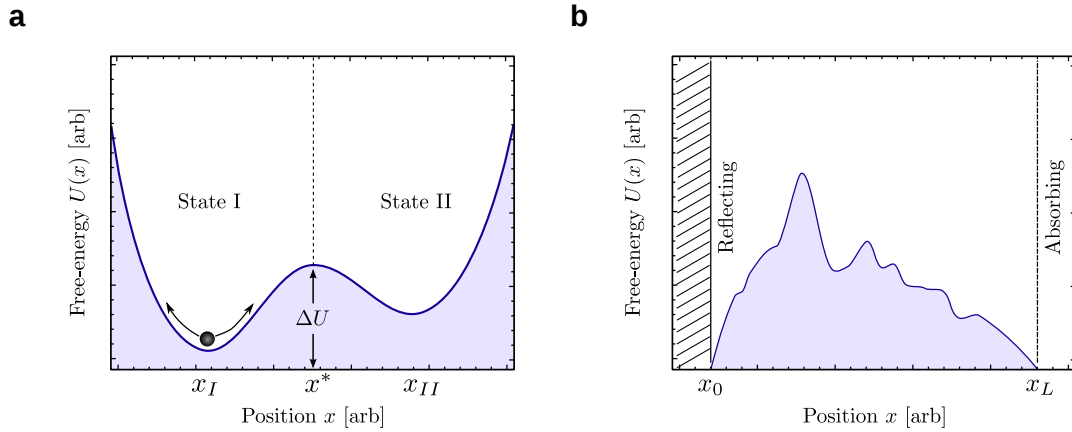 a
Free-energy U(x) [arb]
State I
State II
ΔU
x_I
x*
x_II
Position x [arb]
b
Free-energy U(x) [arb]
Reflecting
Absorbing
x_0
x_L
Position x [arb]